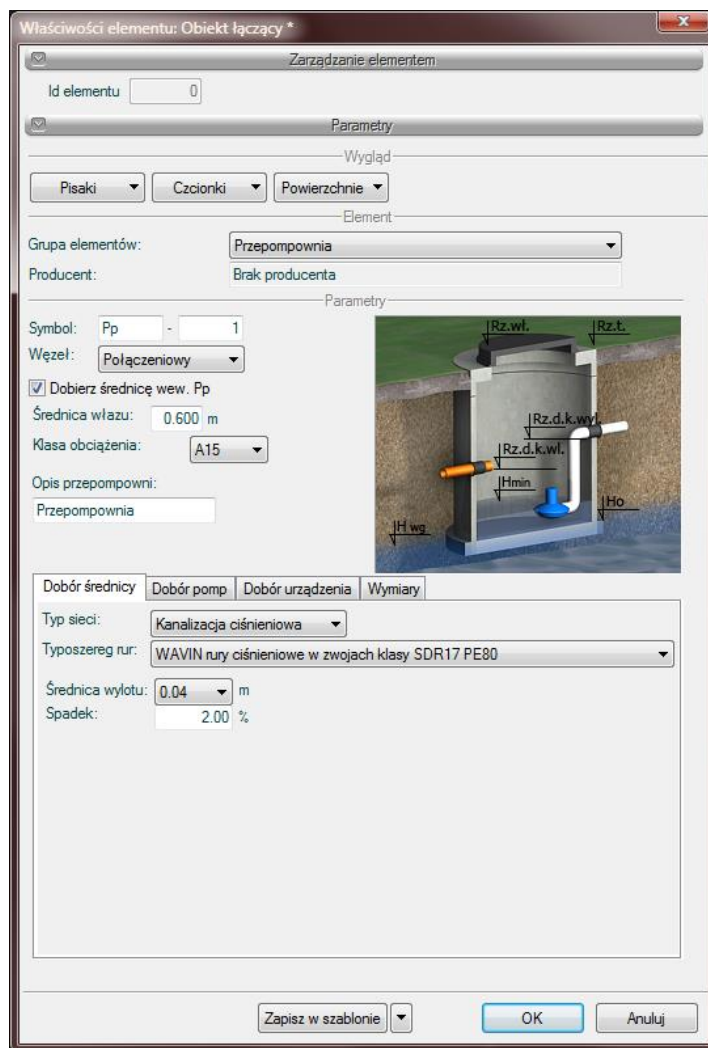 Właściwości elementu: Obiekt łączący *
Zarządzanie elementem
Id elementu 0
Parametry
Wygląd
Pisaki Czcionki Powierzchnie
Element
Grupa elementów: Przepompownia
Producent: Brak producenta
Parametry
Symbol: Pp - 1
Węzeł: Połączeniowy
Dobierz średnicę wew. Pp
Średnica włazu: 0.600 m
Klasa obciążenia: A15
Opis przepompowni:
Przepompownia
Rz.wł. Rz.t.
Rz.d.k.wyl.
Rz.d.k.wl.
Hmin
Ho
H wg
Dobór średnicy Dobór pomp Dobór urządzenia Wymiary
Typ sieci: Kanalizacja ciśnieniowa
Typoszereg rur: WAVIN rury ciśnieniowe w zwojach klasy SDR17 PE80
Średnica wylotu: 0.04 m
Spadek: 2.00 %
Zapisz w szablonie OK Anuluj